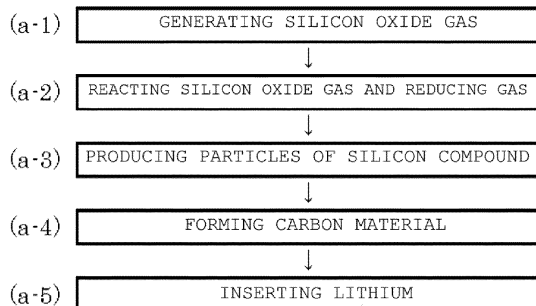 (a-1) GENERATING SILICON OXIDE GAS
(a-2) REACTING SILICON OXIDE GAS AND REDUCING GAS
(a-3) PRODUCING PARTICLES OF SILICON COMPOUND
(a-4) FORMING CARBON MATERIAL
(a-5) INSERTING LITHIUM